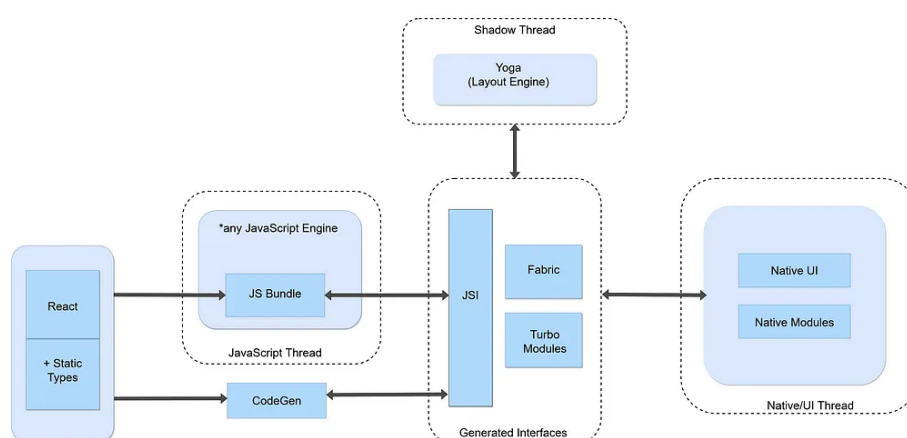 Shadow Thread
Yoga
(Layout Engine)
*any JavaScript Engine
JS Bundle
JavaScript Thread
React
+ Static
Types
CodeGen
JSI
Fabric
Turbo
Modules
Generated Interfaces
Native UI
Native Modules
Native/UI Thread